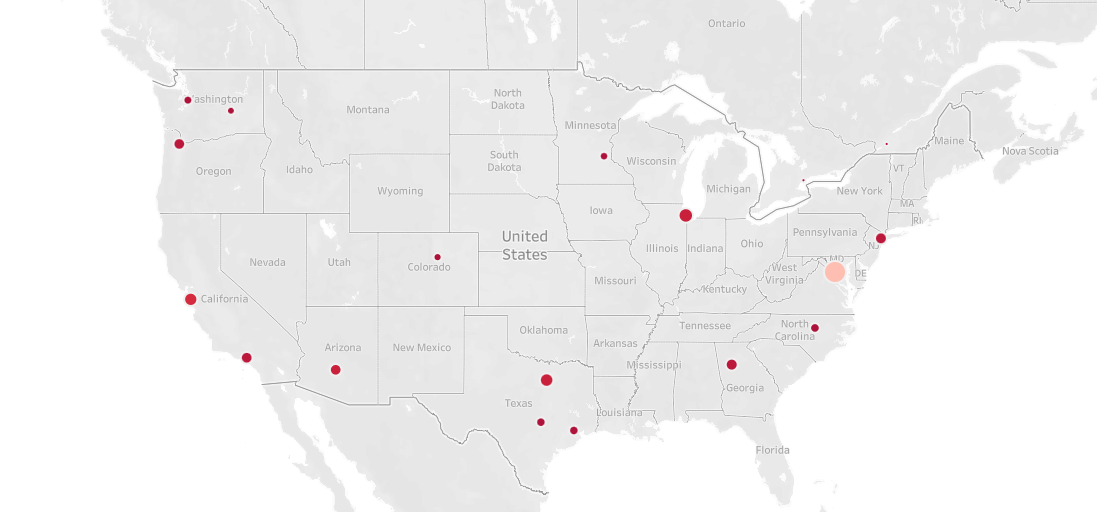 Ontario
ashington
North
Dakota
Montana
Minnesota
Maine
Nova Scotia
South
Dakota
Wisconsin
Oregon
Idaho
VT
Wyoming
Michigan
New York
MA
Iowa
RI
United
States
Pennsylvania
Nevada
Utah
Colorado
Illinois
Indiana
Ohio
NJ
MD
West
Virginia
DE
Missouri
Kentucky
California
Oklahoma
Tennessee
North
Carolina
Arizona
New Mexico
Arkansas
Mississippi
Georgia
Texas
Louisiana
Florida